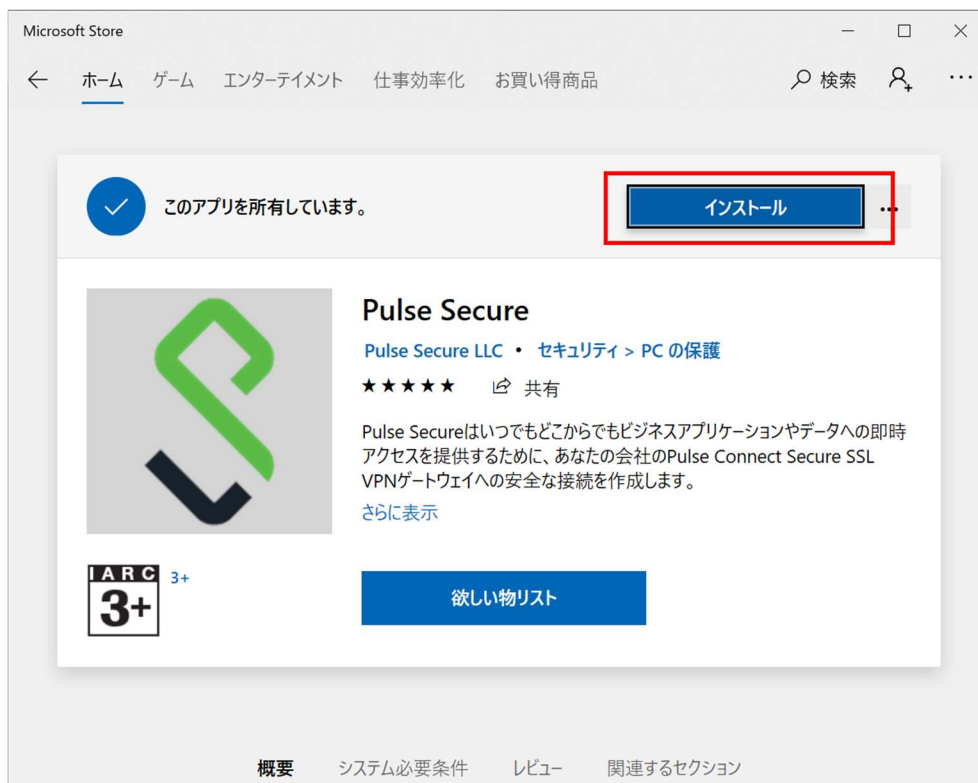 Microsoft Store
ホーム ゲーム エンターテイメント 仕事効率化 お買い得商品 検索
このアプリを所有しています。
インストール
Pulse Secure
Pulse Secure LLC • セキュリティ > PC の保護
★★★★★ 共有
Pulse Secureはいつでもどこからでもビジネスアプリケーションやデータへの即時
アクセスを提供するために、あなたの会社のPulse Connect Secure SSL
VPNゲートウェイへの安全な接続を作成します。
さらに表示
IARC
3+
3+
欲しい物リスト
概要 システム必要条件 レビュー 関連するセクション